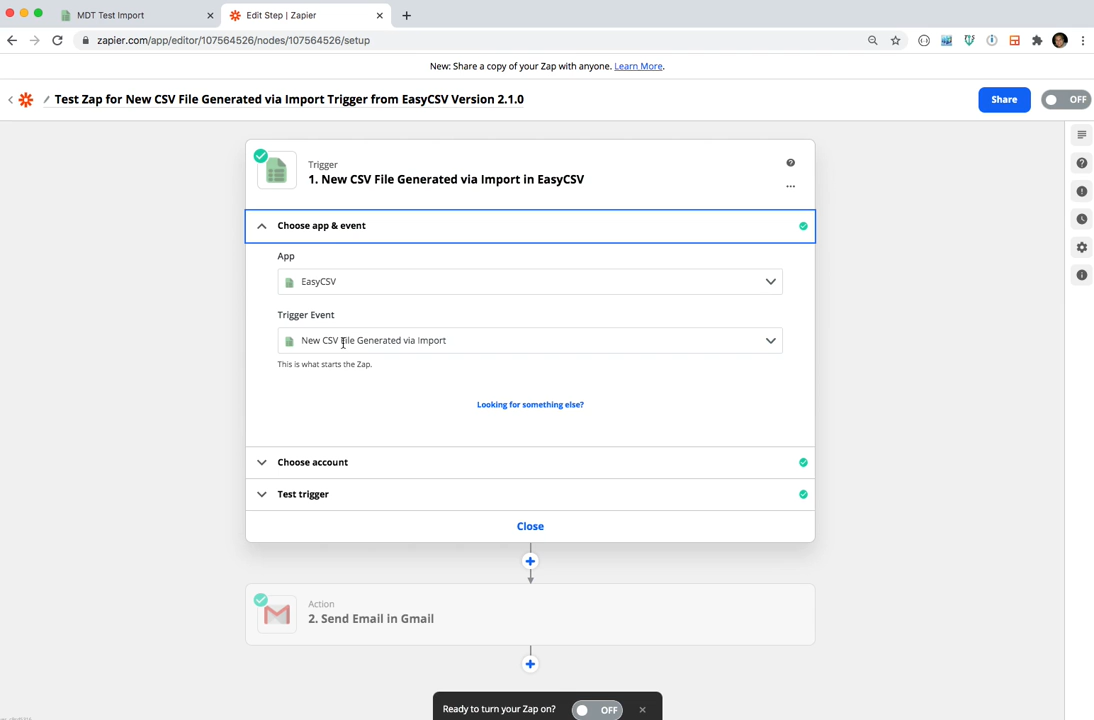 MDT Test Import
Edit Step | Zapier
zapier.com/app/editor/107564526/nodes/107564526/setup
New: Share a copy of your Zap with anyone. Learn More.
Test Zap for New CSV File Generated via Import Trigger from EasyCSV Version 2.1.0
Share
OFF
Trigger
1. New CSV File Generated via Import in EasyCSV
Choose app & event
App
EasyCSV
Trigger Event
New CSV File Generated via Import
This is what starts the Zap.
Looking for something else?
Choose account
Test trigger
Close
Action
2. Send Email in Gmail
Ready to turn your Zap on?
OFF